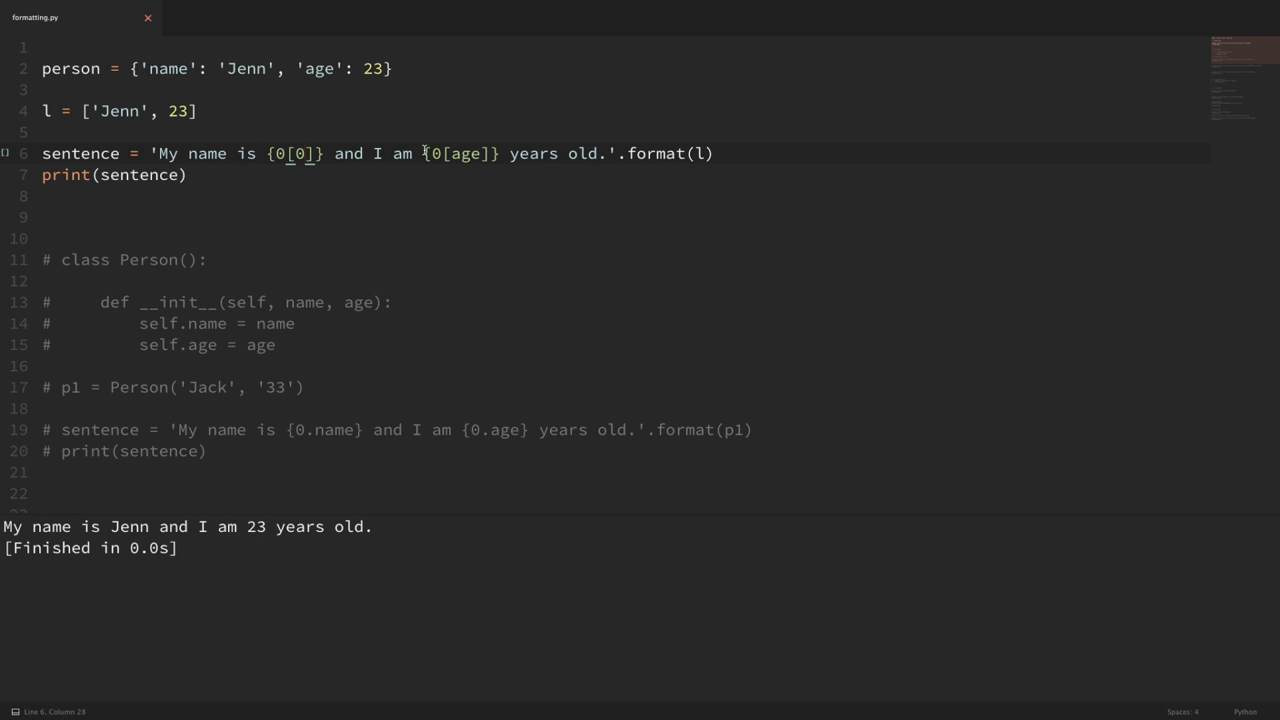 formatting.py ×
1
2 person = {'name': 'Jenn', 'age': 23}
3
4 l = ['Jenn', 23]
5
6 sentence = 'My name is {0[0]} and I am {0[age]} years old.'.format(l)
7 print(sentence)
8
9
10
11 # class Person():
12
13 #     def __init__(self, name, age):
14 #         self.name = name
15 #         self.age = age
16
17 # p1 = Person('Jack', '33')
18
19 # sentence = 'My name is {0.name} and I am {0.age} years old.'.format(p1)
20 # print(sentence)
21
22
My name is Jenn and I am 23 years old.
[Finished in 0.0s]
Line 6, Column 28 Spaces: 4 Python